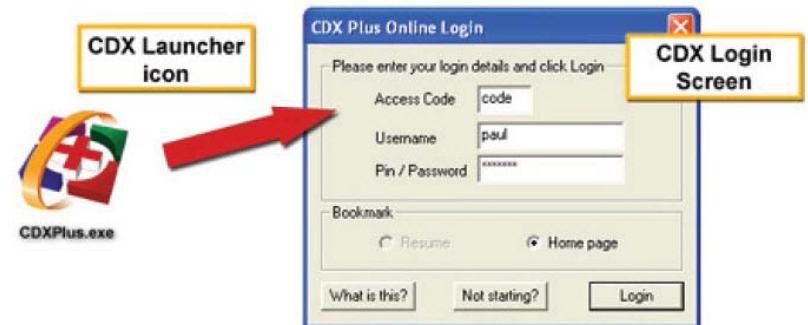 CDX Launcher
icon
CDXPlus.exe
CDX Plus Online Login
CDX Login
Screen
Please enter your login details and click Login
Access Code code
Username paul
Pin / Password xxxxxxx
Bookmark
Resume Home page
What is this? Not starting? Login